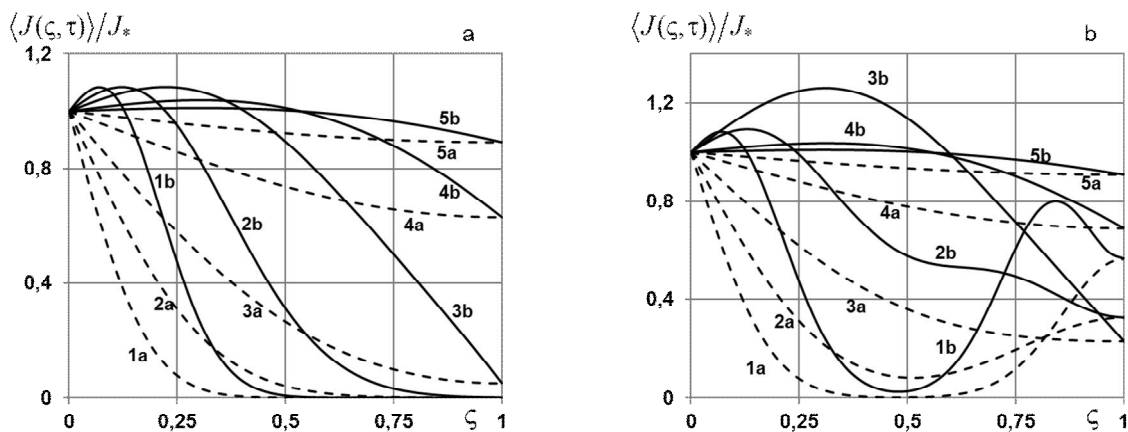 ⟨J(ς,τ)⟩/J* a
1,2
0,8
0,4
0
0 0,25 0,5 0,75 ς 1
1a
1b
2a
2b
3a
3b
4a
4b
5a
5b
⟨J(ς,τ)⟩/J* b
1,2
0,8
0,4
0
0 0,25 0,5 0,75 ς 1
3b
4b
5b
5a
4a
2b
3a
2a
1b
1a